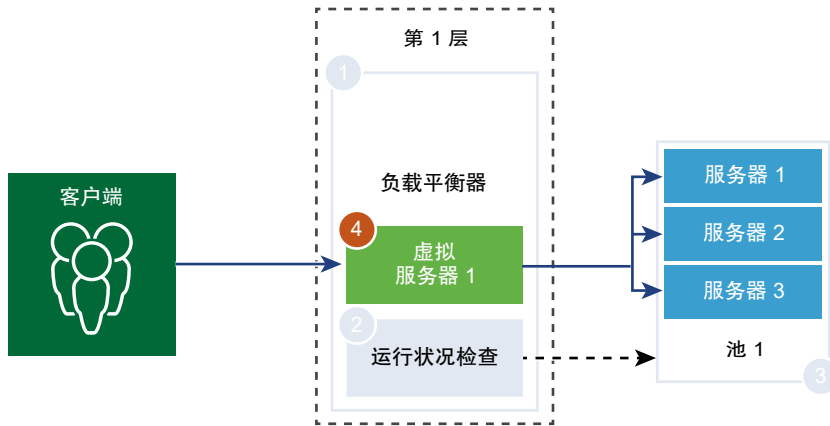 第 1 层
1
客户端
负载平衡器
4
虚拟
服务器 1
2
运行状况检查
服务器 1
服务器 2
服务器 3
池 1
3